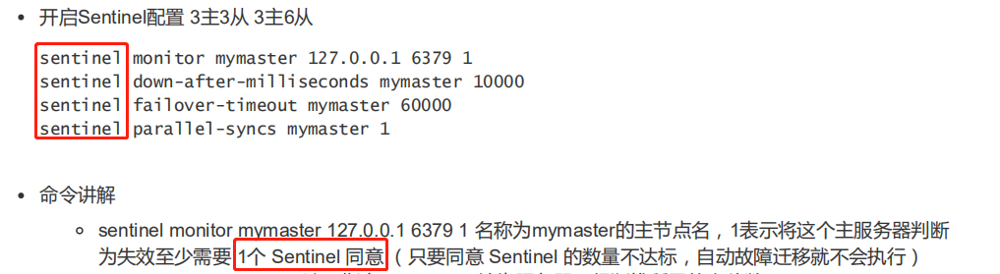 开启Sentinel配置 3主3从 3主6从
sentinel monitor mymaster 127.0.0.1 6379 1
sentinel down-after-milliseconds mymaster 10000
sentinel failover-timeout mymaster 60000
sentinel parallel-syncs mymaster 1
命令讲解
sentinel monitor mymaster 127.0.0.1 6379 1 名称为mymaster的主节点名，1表示将这个主服务器判断
为失效至少需要 1个 Sentinel 同意 （只要同意 Sentinel 的数量不达标，自动故障迁移就不会执行）